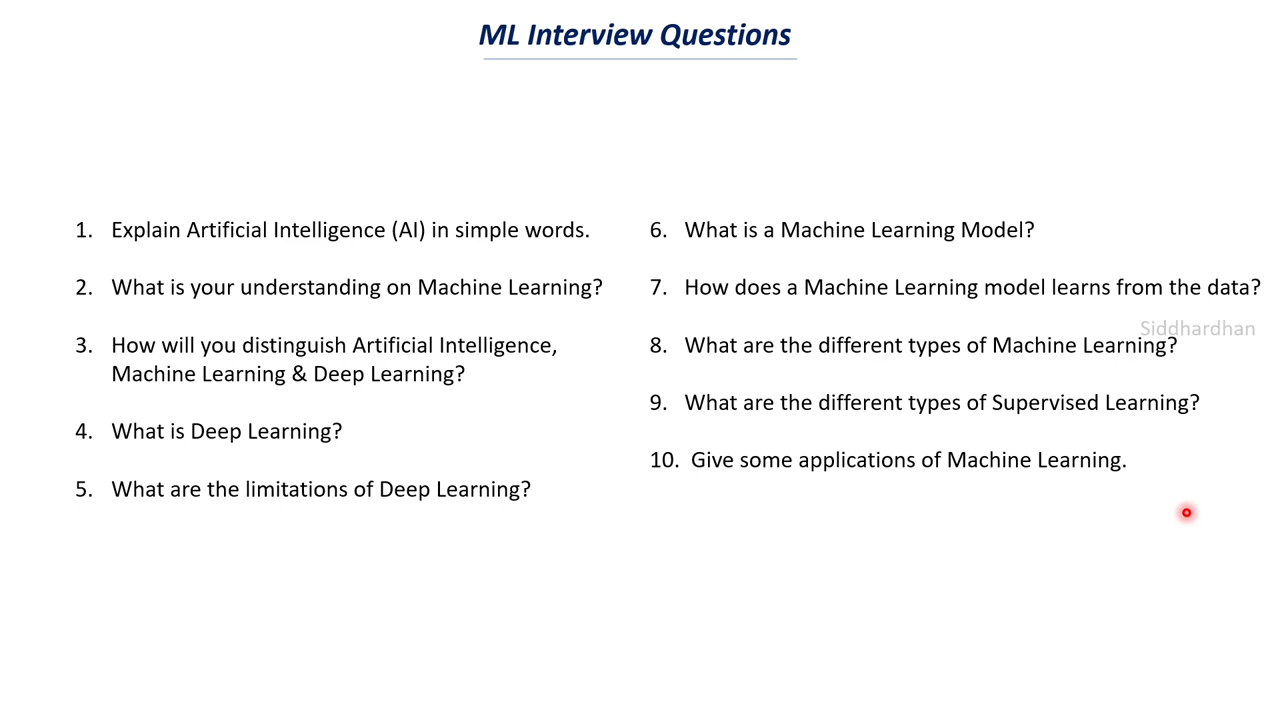 ML Interview Questions
1. Explain Artificial Intelligence (AI) in simple words.
2. What is your understanding on Machine Learning?
3. How will you distinguish Artificial Intelligence,
Machine Learning & Deep Learning?
4. What is Deep Learning?
5. What are the limitations of Deep Learning?
6. What is a Machine Learning Model?
7. How does a Machine Learning model learns from the data?
Siddhardhan
8. What are the different types of Machine Learning?
9. What are the different types of Supervised Learning?
10. Give some applications of Machine Learning.